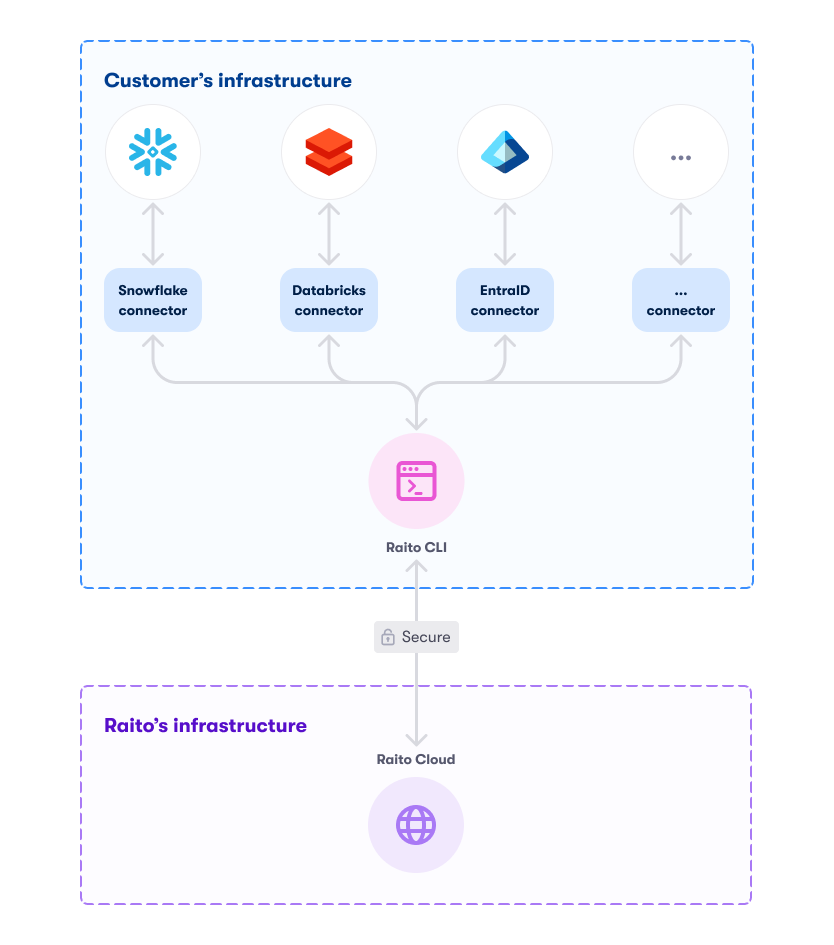 Customer’s infrastructure
...
Snowflake
connector
Databricks
connector
EntraID
connector
...
connector
Raito CLI
Secure
Raito’s infrastructure
Raito Cloud